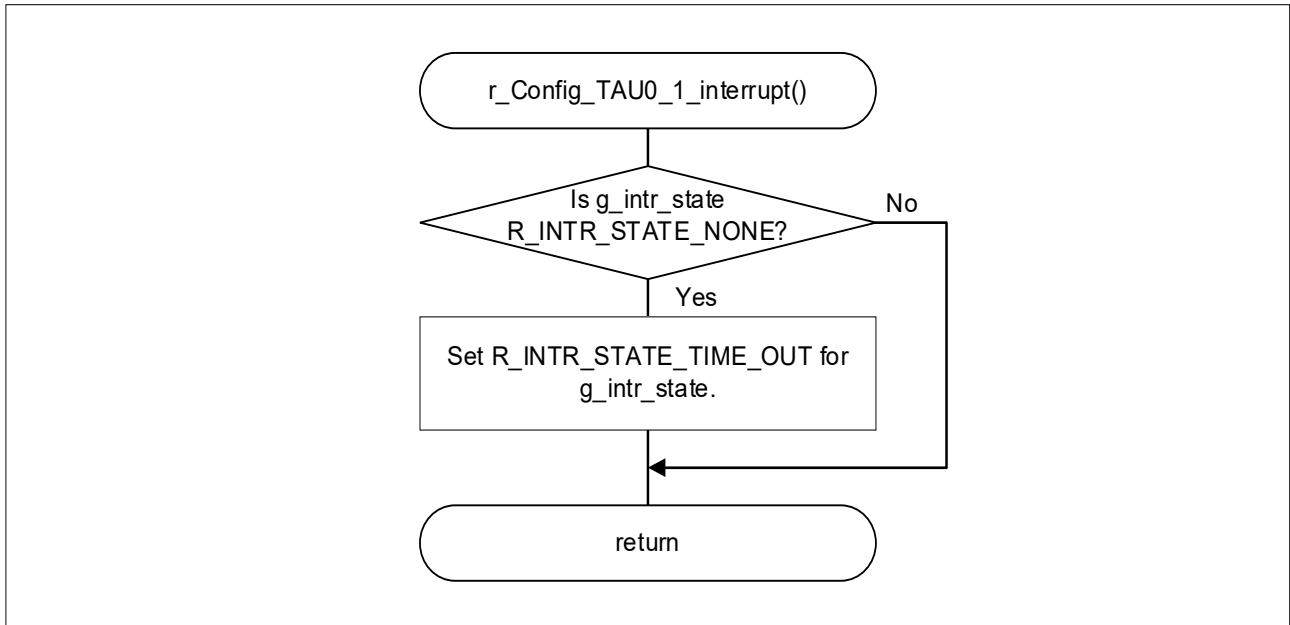 r_Config_TAU0_1_interrupt()
Is g_intr_state
R_INTR_STATE_NONE?
No
Yes
Set R_INTR_STATE_TIME_OUT for
g_intr_state.
return